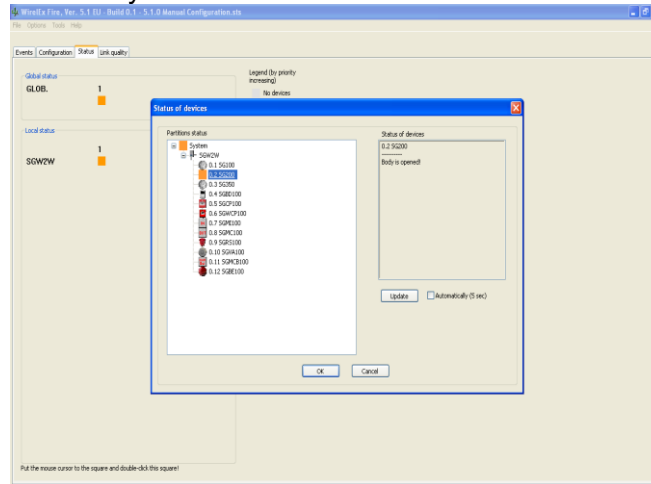 WirelEx Fire, Ver. 5.1 EU - Build 0.1 - 5.1.0 Manual Configuration.sts
File Options Tools Help
Events Configuration Status Link quality
Global status
GLOB. 1
Legend (by priority
increasing)
No devices
Local status
1
SGW2W
Status of devices
Partitions status
System
SGW2W
0.1 SG100
0.2 SG200
0.3 SG350
0.4 SGBD100
0.5 SGCP100
0.6 SGWCP100
0.7 SGMI100
0.8 SGMC100
0.9 SGRS100
0.10 SGWA100
0.11 SGMCB100
0.12 SGBE100
Status of devices
0.2 SG200
----------
Body is opened!
Update Automatically (5 sec)
OK Cancel
Put the mouse cursor to the square and double-click this square!